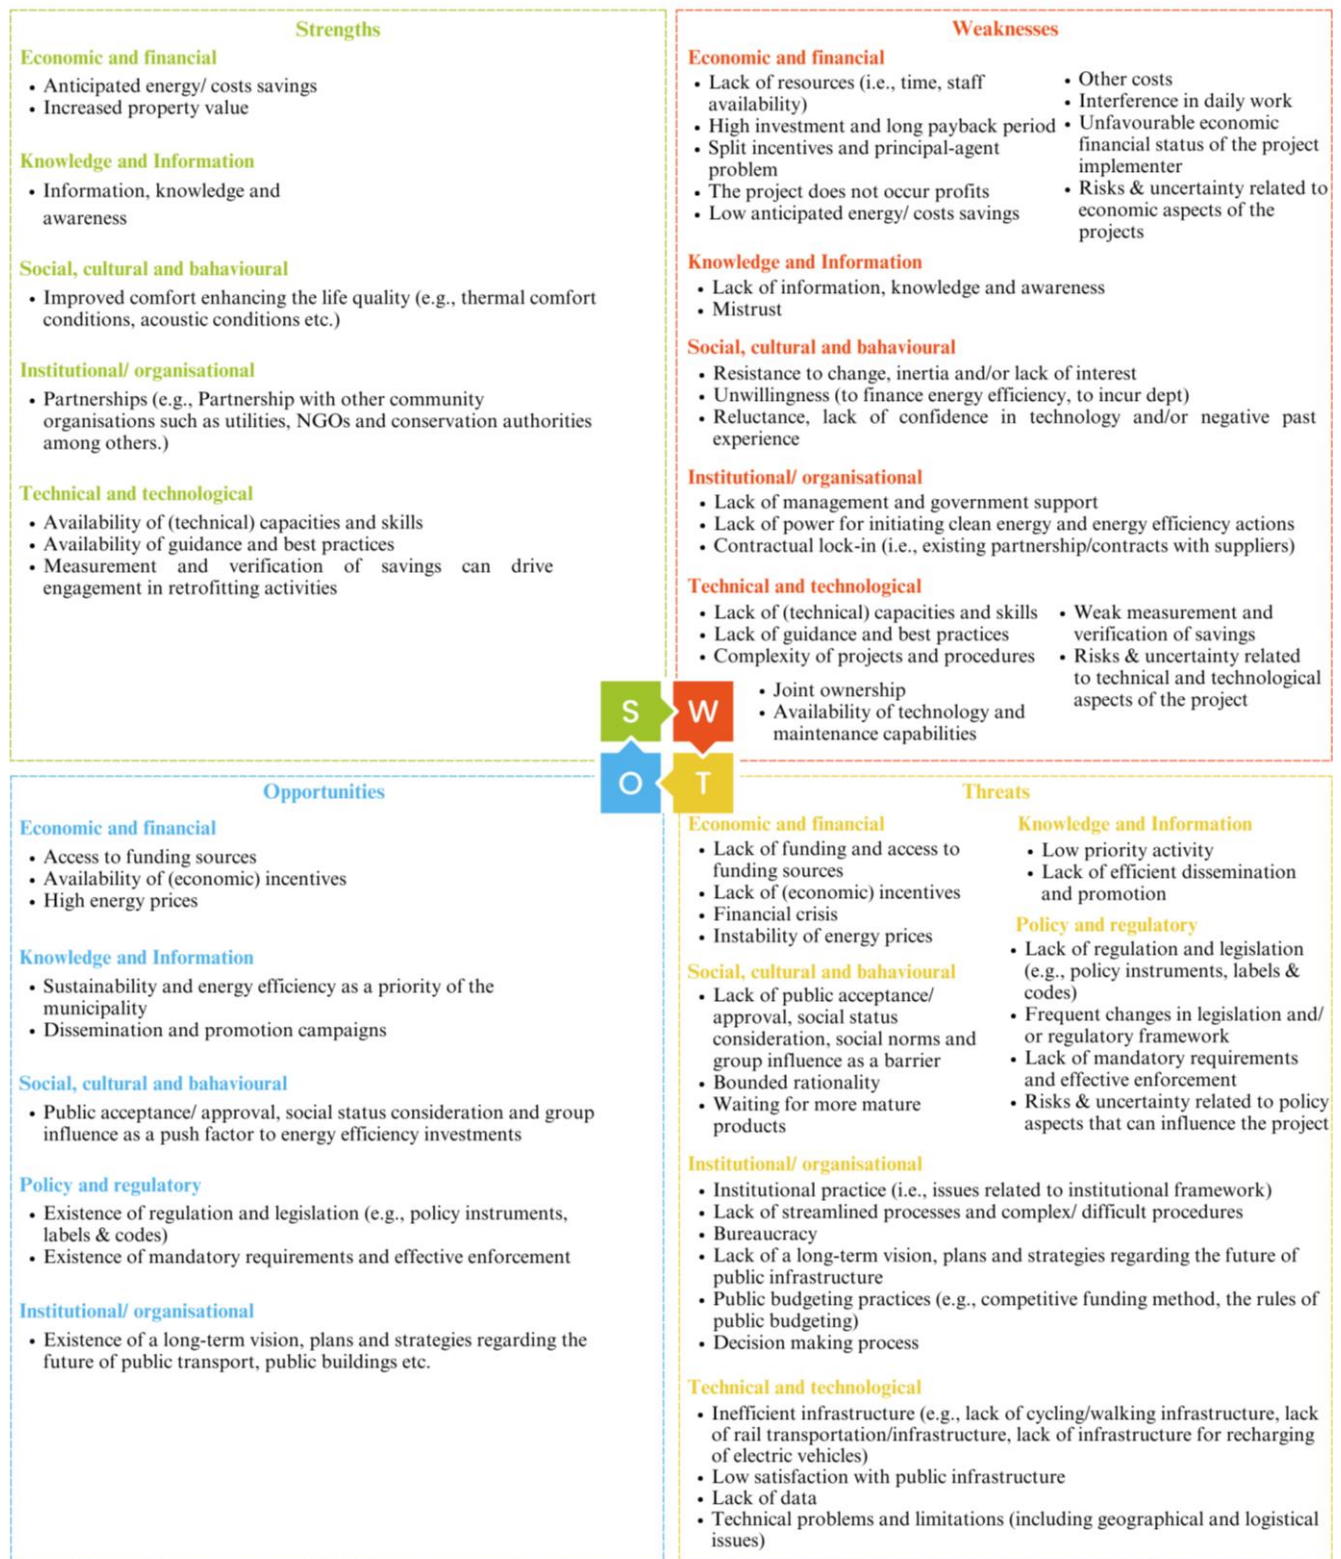 Strengths
Economic and financial
• Anticipated energy/ costs savings
• Increased property value
Knowledge and Information
• Information, knowledge and
awareness
Social, cultural and bahavioural
• Improved comfort enhancing the life quality (e.g., thermal comfort
conditions, acoustic conditions etc.)
Institutional/ organisational
• Partnerships (e.g., Partnership with other community
organisations such as utilities, NGOs and conservation authorities
among others.)
Technical and technological
• Availability of (technical) capacities and skills
• Availability of guidance and best practices
• Measurement and verification of savings can drive
engagement in retrofitting activities
Weaknesses
Economic and financial
• Lack of resources (i.e., time, staff
availability)
• High investment and long payback period
• Split incentives and principal-agent
problem
• The project does not occur profits
• Low anticipated energy/ costs savings
• Other costs
• Interference in daily work
• Unfavourable economic
financial status of the project
implementer
• Risks & uncertainty related to
economic aspects of the
projects
Knowledge and Information
• Lack of information, knowledge and awareness
• Mistrust
Social, cultural and bahavioural
• Resistance to change, inertia and/or lack of interest
• Unwillingness (to finance energy efficiency, to incur dept)
• Reluctance, lack of confidence in technology and/or negative past
experience
Institutional/ organisational
• Lack of management and government support
• Lack of power for initiating clean energy and energy efficiency actions
• Contractual lock-in (i.e., existing partnership/contracts with suppliers)
Technical and technological
• Lack of (technical) capacities and skills
• Lack of guidance and best practices
• Complexity of projects and procedures
• Joint ownership
• Availability of technology and
maintenance capabilities
• Weak measurement and
verification of savings
• Risks & uncertainty related
to technical and technological
aspects of the project
S
W
O
T
Opportunities
Economic and financial
• Access to funding sources
• Availability of (economic) incentives
• High energy prices
Knowledge and Information
• Sustainability and energy efficiency as a priority of the
municipality
• Dissemination and promotion campaigns
Social, cultural and bahavioural
• Public acceptance/ approval, social status consideration and group
influence as a push factor to energy efficiency investments
Policy and regulatory
• Existence of regulation and legislation (e.g., policy instruments,
labels & codes)
• Existence of mandatory requirements and effective enforcement
Institutional/ organisational
• Existence of a long-term vision, plans and strategies regarding the
future of public transport, public buildings etc.
Threats
Economic and financial
• Lack of funding and access to
funding sources
• Lack of (economic) incentives
• Financial crisis
• Instability of energy prices
Social, cultural and bahavioural
• Lack of public acceptance/
approval, social status
consideration, social norms and
group influence as a barrier
• Bounded rationality
• Waiting for more mature
products
Knowledge and Information
• Low priority activity
• Lack of efficient dissemination
and promotion
Policy and regulatory
• Lack of regulation and legislation
(e.g., policy instruments, labels &
codes)
• Frequent changes in legislation and/
or regulatory framework
• Lack of mandatory requirements
and effective enforcement
• Risks & uncertainty related to policy
aspects that can influence the project
Institutional/ organisational
• Institutional practice (i.e., issues related to institutional framework)
• Lack of streamlined processes and complex/ difficult procedures
• Bureaucracy
• Lack of a long-term vision, plans and strategies regarding the future of
public infrastructure
• Public budgeting practices (e.g., competitive funding method, the rules of
public budgeting)
• Decision making process
Technical and technological
• Inefficient infrastructure (e.g., lack of cycling/walking infrastructure, lack
of rail transportation/infrastructure, lack of infrastructure for recharging
of electric vehicles)
• Low satisfaction with public infrastructure
• Lack of data
• Technical problems and limitations (including geographical and logistical
issues)